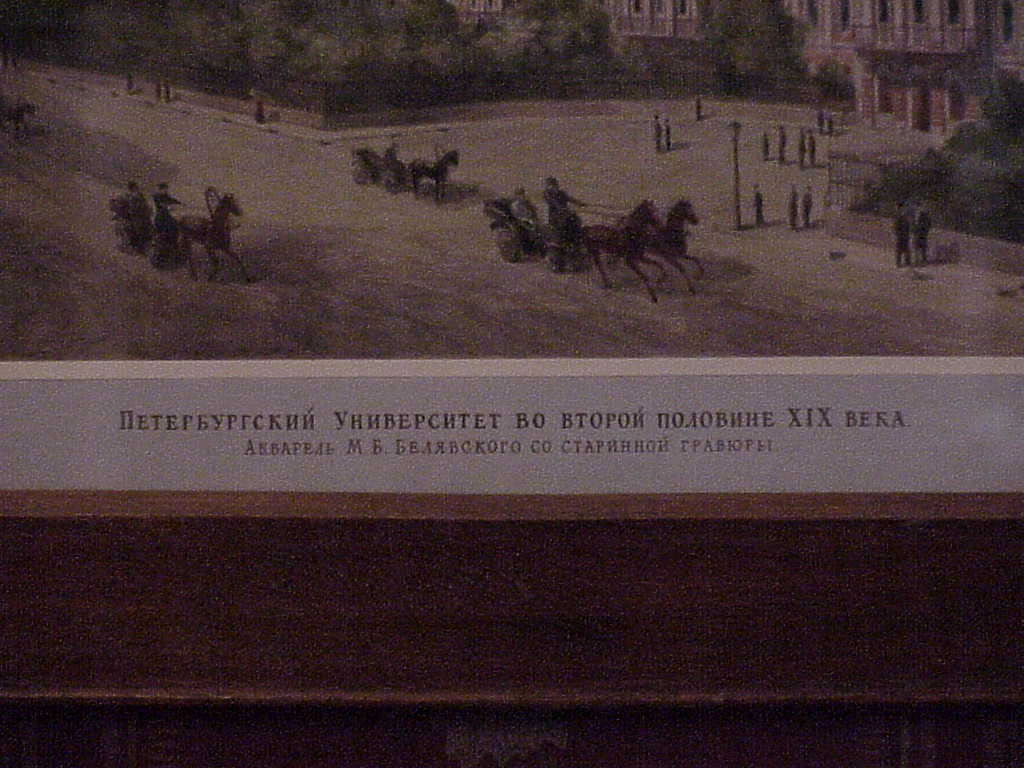 Петербургский Университет во второй половине XIX века.
Акварель М. Б. Белявского со старинной гравюры.